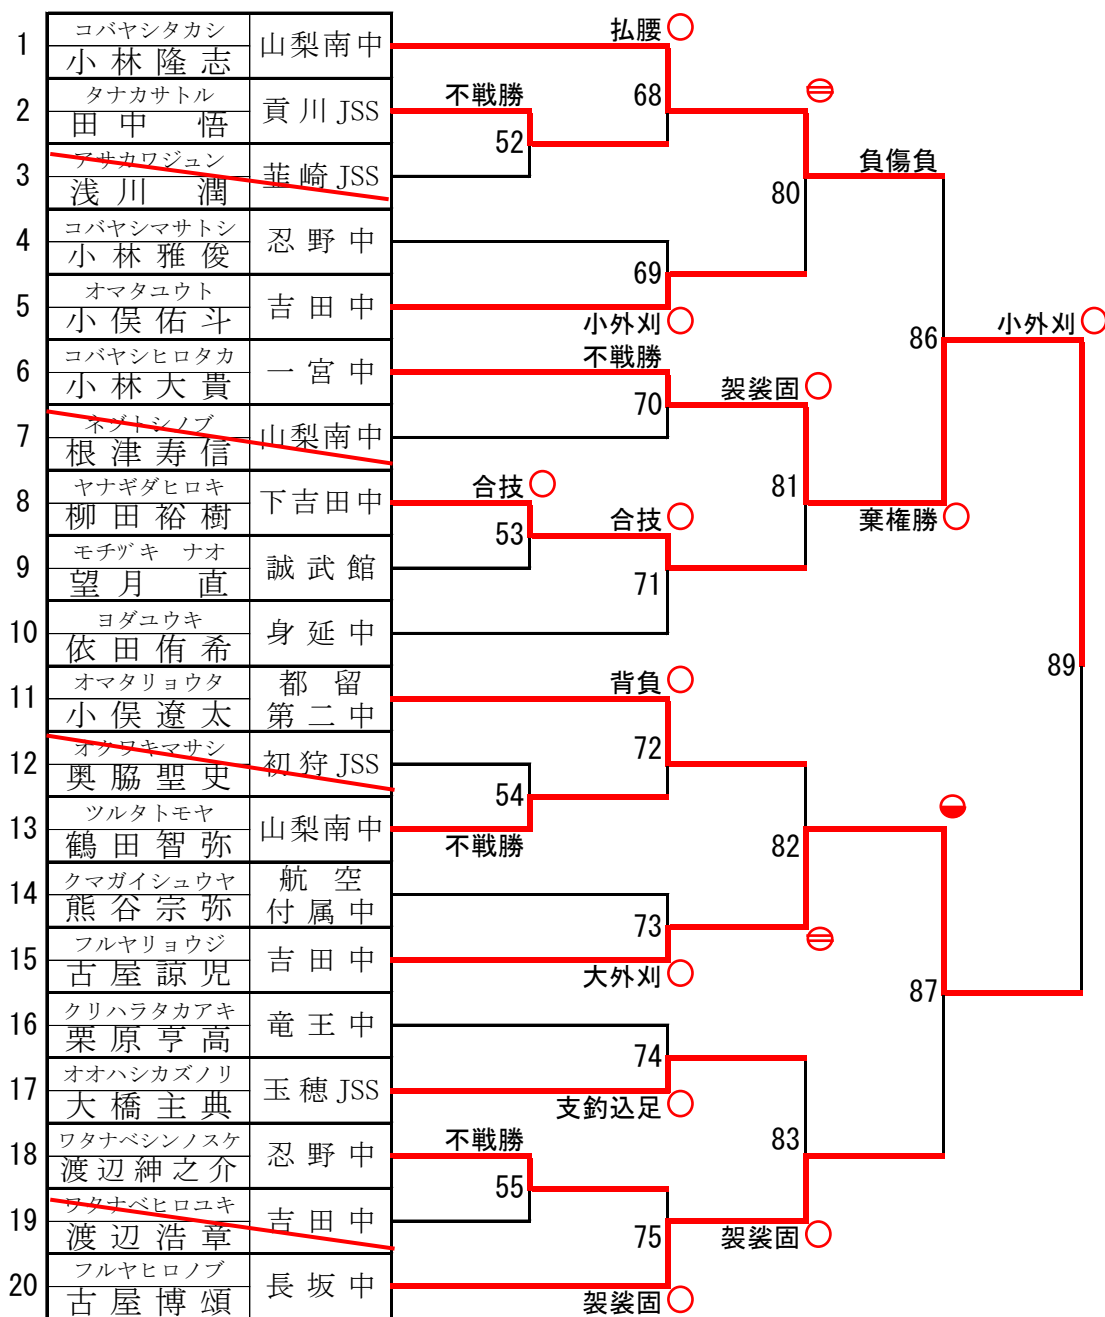 1 コバヤシタカシ 小林隆志 山梨南中
2 タナカサトル 田中 悟 貢川JSS
3 アサカワジュン 浅川 潤 韮崎JSS
4 コバヤシマサトシ 小林雅俊 忍野中
5 オマタユウト 小俣佑斗 吉田中
6 コバヤシヒロタカ 小林大貴 一宮中
7 ネヅトシノブ 根津寿信 山梨南中
8 ヤナギダヒロキ 柳田裕樹 下吉田中
9 モチヅキ ナオ 望月 直 誠武館
10 ヨダユウキ 依田侑希 身延中
11 オマタリョウタ 小俣遼太 都留第二中
12 オクワキマサシ 奥脇聖史 初狩JSS
13 ツルタトモヤ 鶴田智弥 山梨南中
14 クマガイシュウヤ 熊谷宗弥 航空付属中
15 フルヤリョウジ 古屋諒児 吉田中
16 クリハラタカアキ 栗原亨高 竜王中
17 オオハシカズノリ 大橋主典 玉穂JSS
18 ワタナベシンノスケ 渡辺紳之介 忍野中
19 ワタナベヒロユキ 渡辺浩章 吉田中
20 フルヤヒロノブ 古屋博頌 長坂中
不戦勝
52
合技
53
54
不戦勝
不戦勝
55
払腰
68
69
小外刈
不戦勝
70
合技
71
背負
72
73
大外刈
74
支釣込足
75
袈裟固
80
袈裟固
81
82
83
袈裟固
負傷負
86
棄権勝
87
小外刈
89